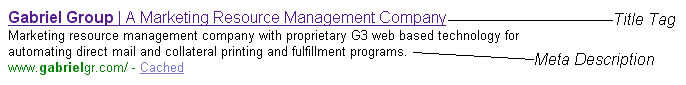 Gabriel Group | A Marketing Resource Management Company Title Tag
Marketing resource management company with proprietary G3 web based technology for
automating direct mail and collateral printing and fulfillment programs. Meta Description
www.gabrielgr.com/ - Cached